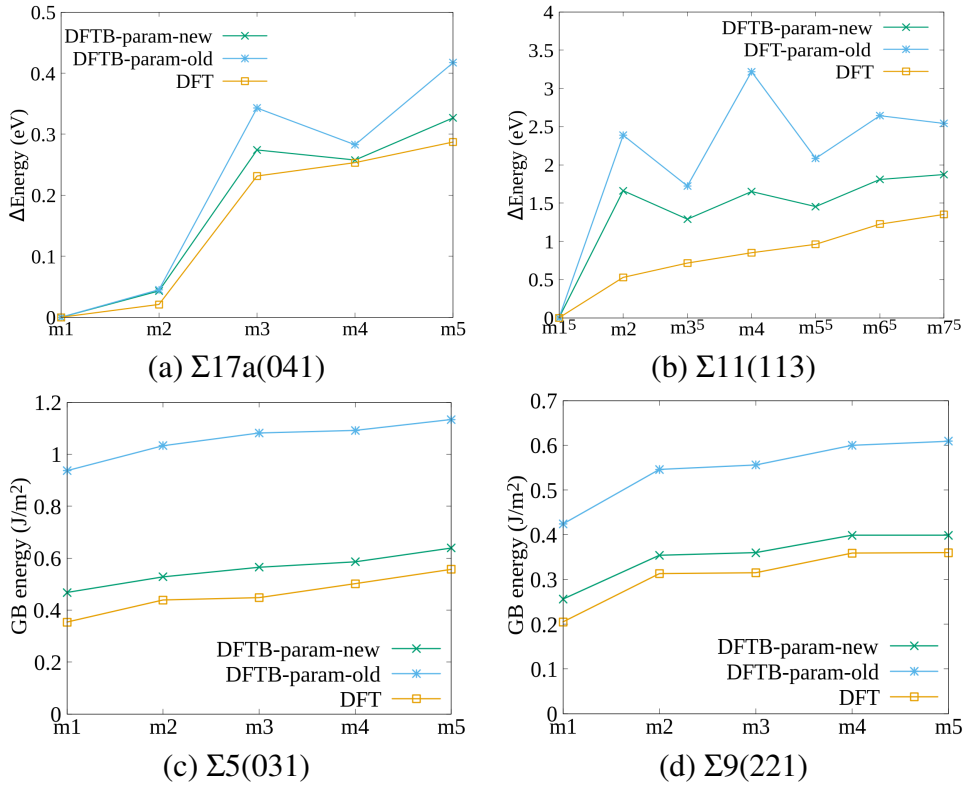 0.5
0.4
0.3
0.2
0.1
0
ΔEnergy (eV)
DFTB-param-new
DFTB-param-old
DFT
m1 m2 m3 m4 m5
(a) Σ17a(041)
4
3.5
3
2.5
2
1.5
1
0.5
0
ΔEnergy (eV)
DFTB-param-new
DFT-param-old
DFT
m1⁵ m2 m3⁵ m4 m5⁵ m6⁵ m7⁵
(b) Σ11(113)
1.2
1
0.8
0.6
0.4
0.2
0
GB energy (J/m²)
DFTB-param-new
DFTB-param-old
DFT
m1 m2 m3 m4 m5
(c) Σ5(031)
0.7
0.6
0.5
0.4
0.3
0.2
0.1
0
GB energy (J/m²)
DFTB-param-new
DFTB-param-old
DFT
m1 m2 m3 m4 m5
(d) Σ9(221)